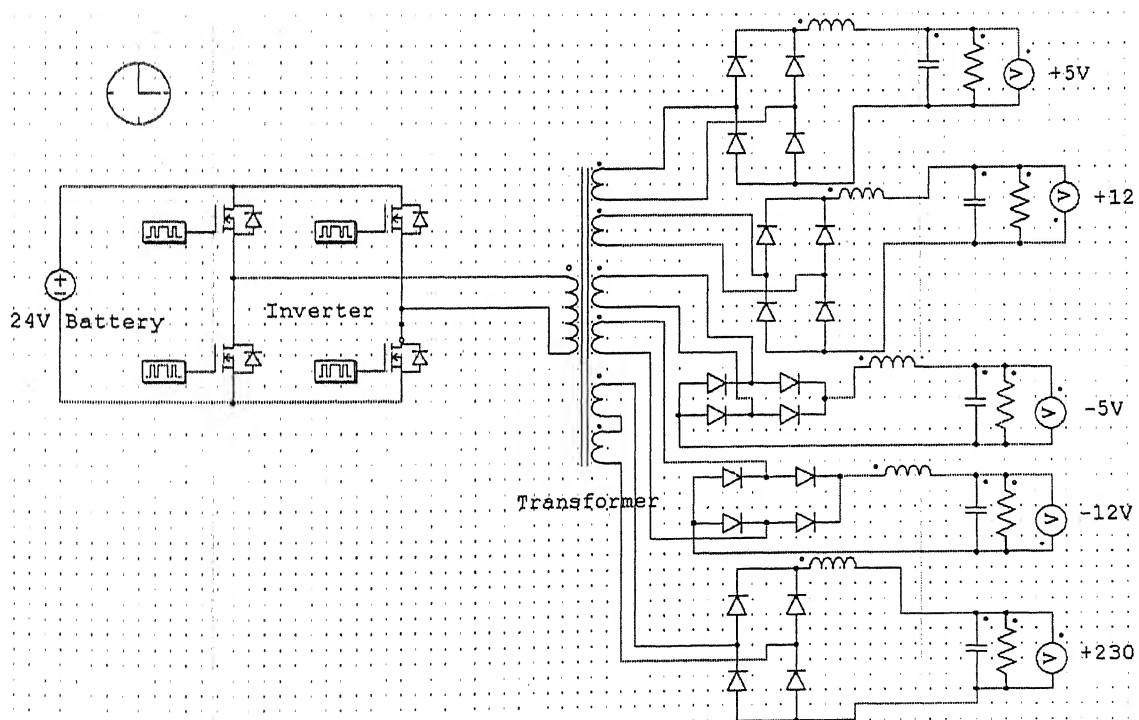 +5V
+12
24V Battery
Inverter
-5V
Transformer
-12V
+230
V
V
V
V
V